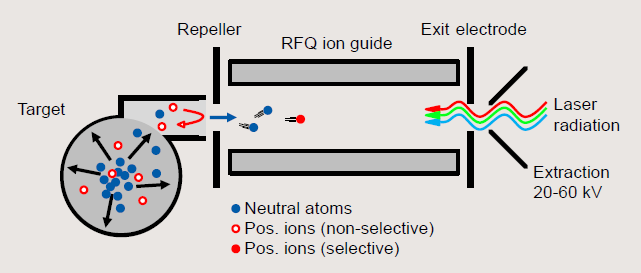 Repeller
RFQ ion guide
Exit electrode
Target
Laser
radiation
Extraction
20-60 kV
Neutral atoms
Pos. ions (non-selective)
Pos. ions (selective)